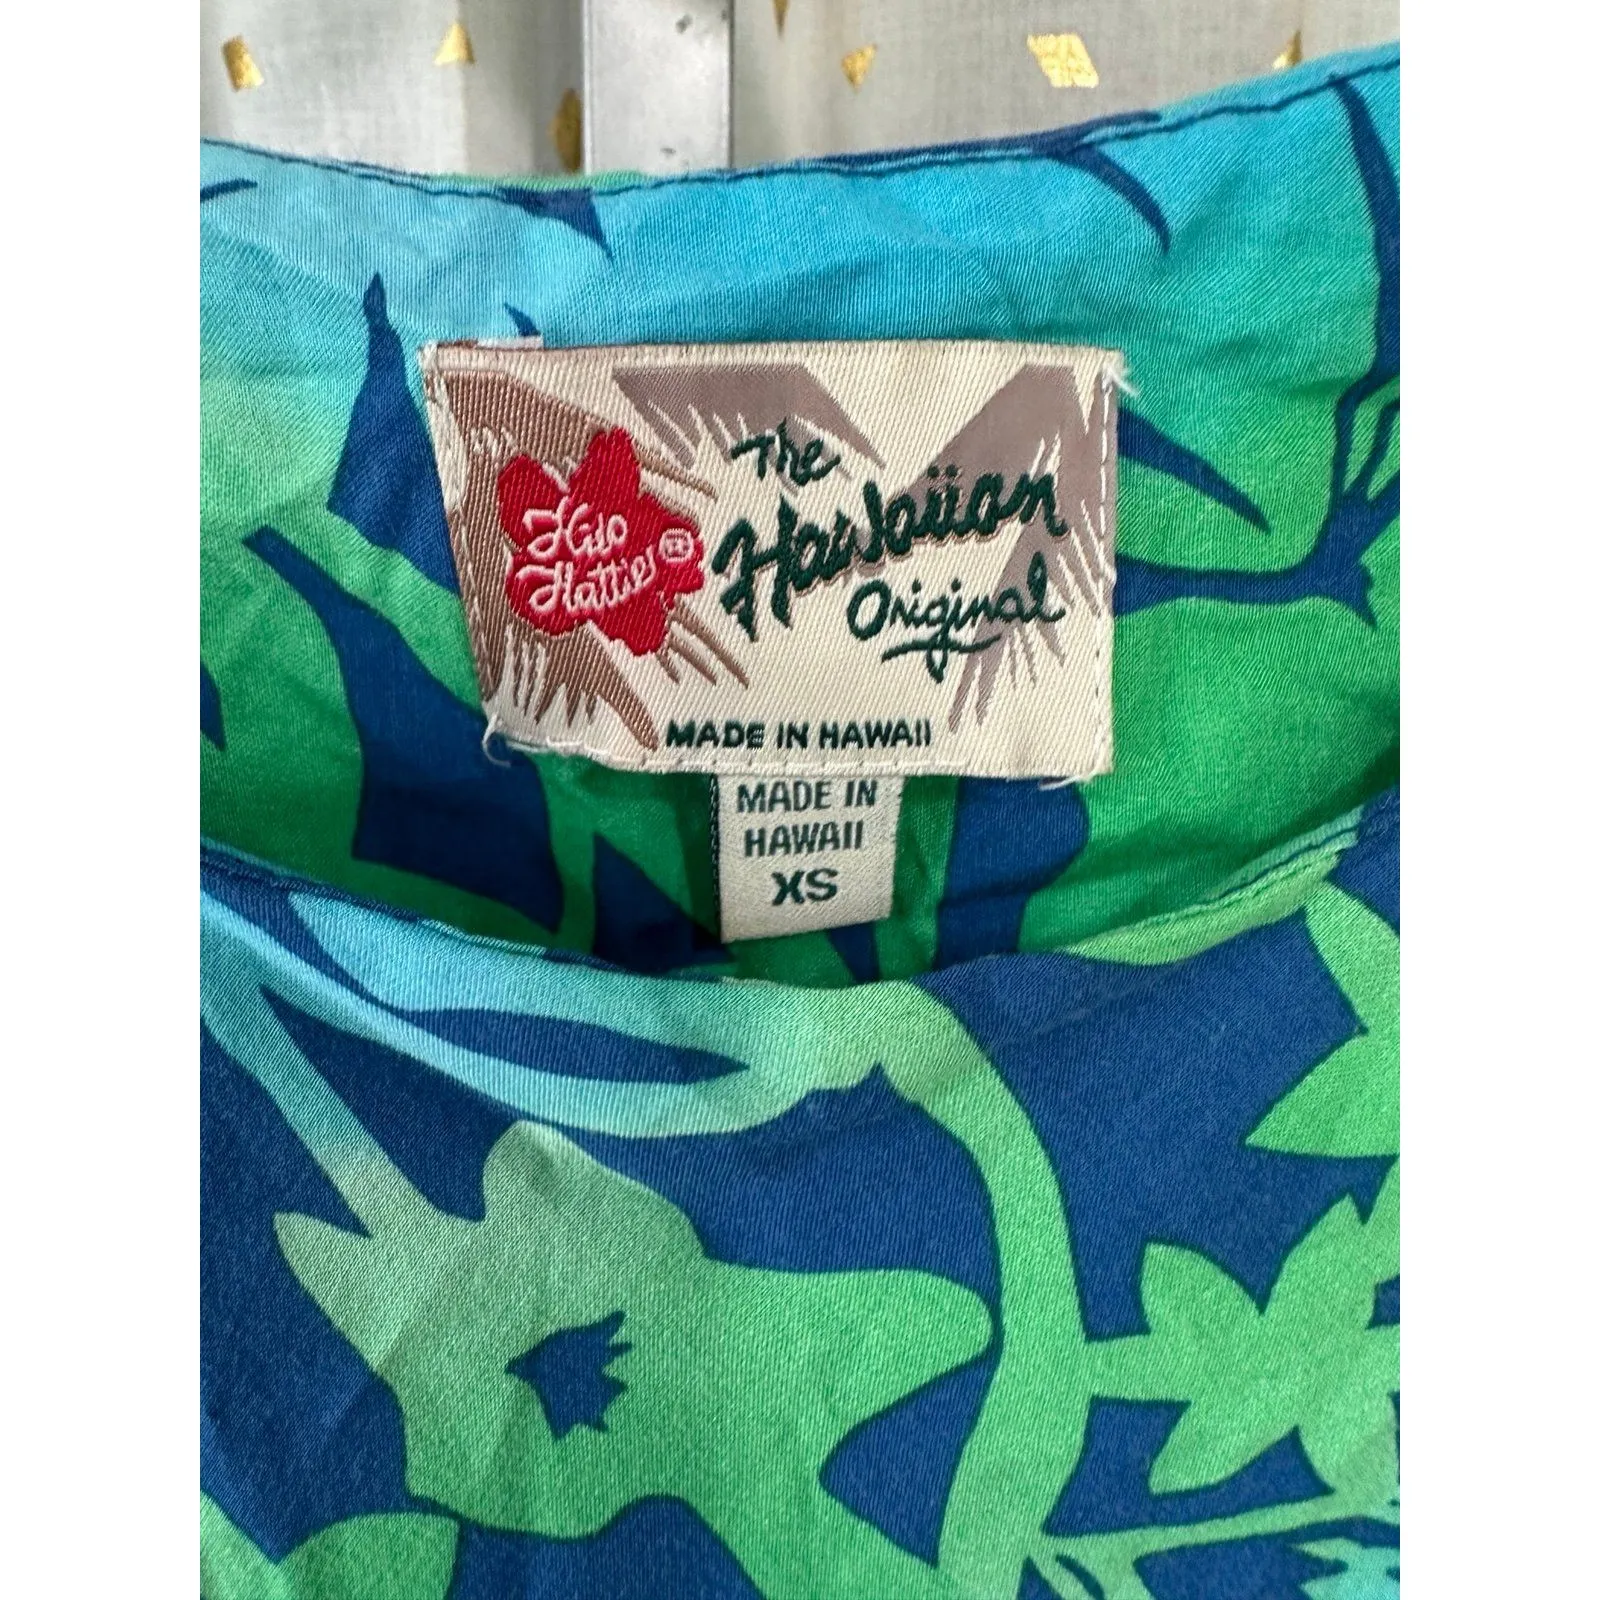 Hilo
Hattie®
The
Hawaiian
Original
MADE IN HAWAII
MADE IN
HAWAII
XS